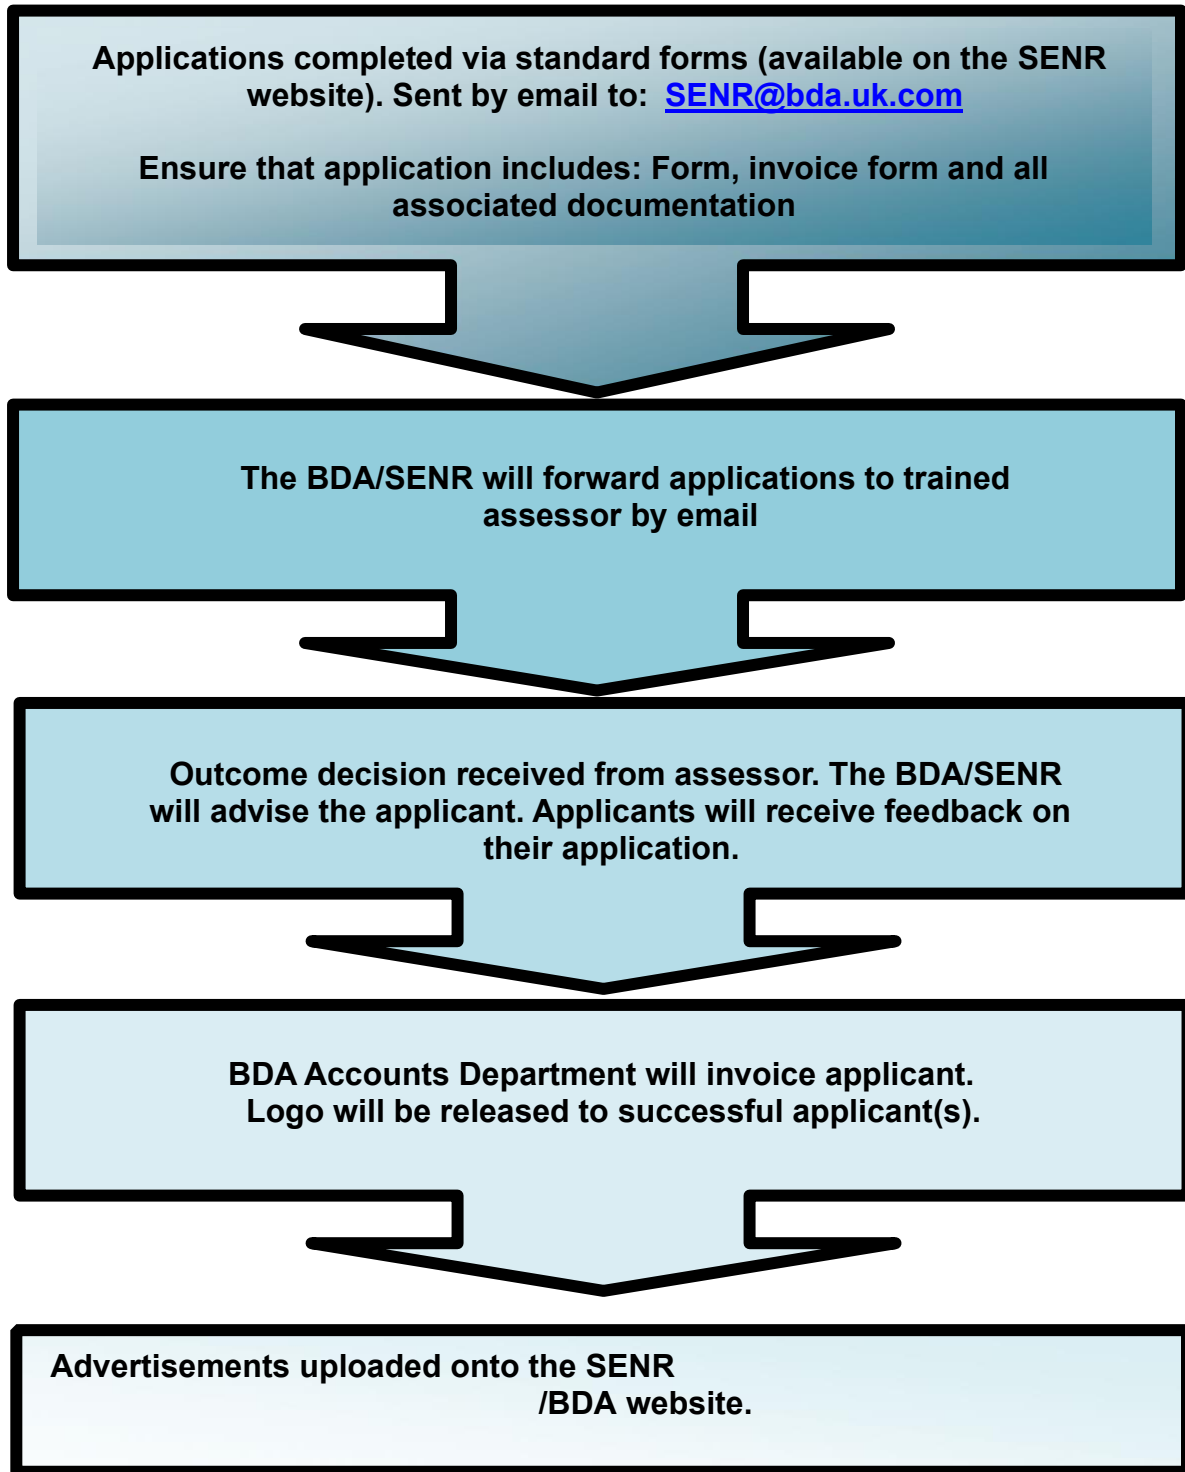 Applications completed via standard forms (available on the SENR
website). Sent by email to: SENR@bda.uk.com
Ensure that application includes: Form, invoice form and all
associated documentation
The BDA/SENR will forward applications to trained
assessor by email
Outcome decision received from assessor. The BDA/SENR
will advise the applicant. Applicants will receive feedback on
their application.
BDA Accounts Department will invoice applicant.
Logo will be released to successful applicant(s).
Advertisements uploaded onto the SENR
/BDA website.